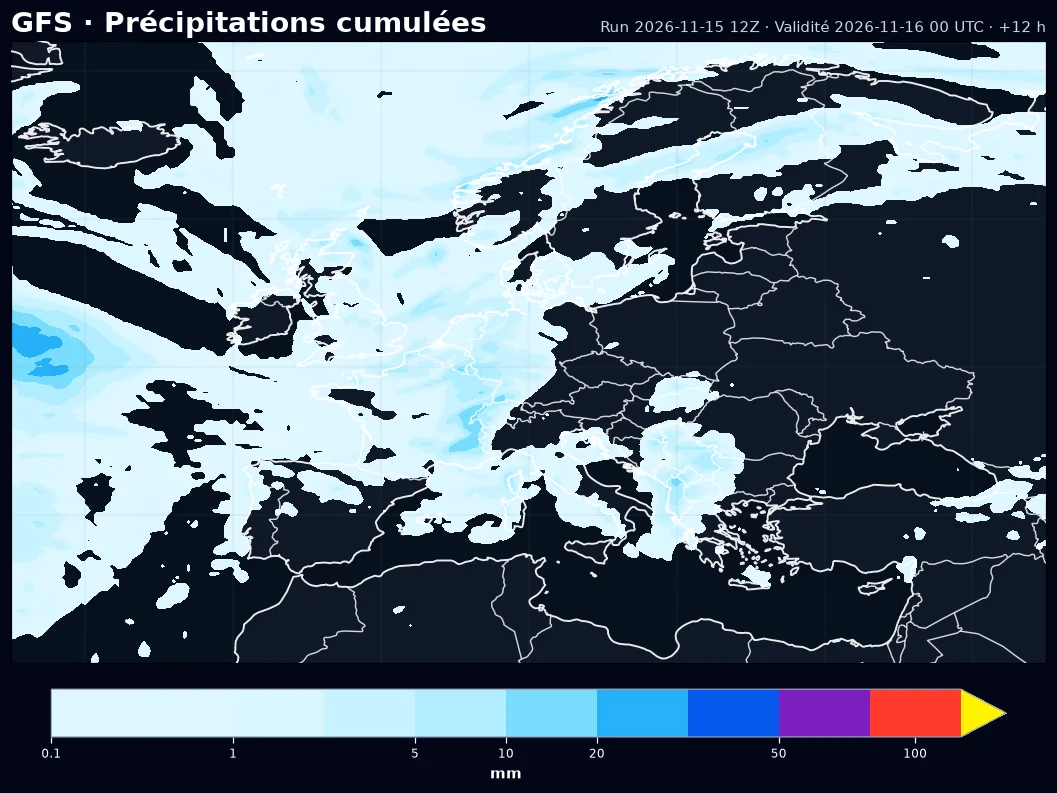 GFS · Précipitations cumulées
Run 2026-11-15 12Z · Validité 2026-11-16 00 UTC · +12 h
0.1 1 5 10 20 50 100
mm